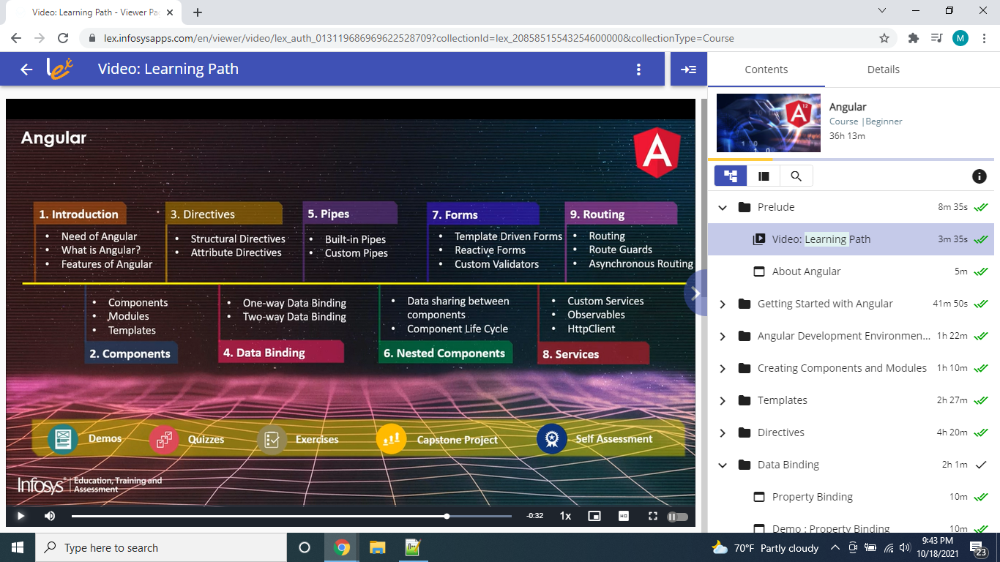 Video: Learning Path - Viewer Pa
lex.infosysapps.com/en/viewer/video/lex_auth_013119686969622528709?collectionId=lex_20858515543254600000&collectionType=Course
M
lex
Video: Learning Path
Contents
Details
Angular
A
1. Introduction
Need of Angular
What is Angular?
Features of Angular
3. Directives
Structural Directives
Attribute Directives
5. Pipes
Built-in Pipes
Custom Pipes
7. Forms
Template Driven Forms
Reactive Forms
Custom Validators
9. Routing
Routing
Route Guards
Asynchronous Routing
Components
Modules
Templates
2. Components
One-way Data Binding
Two-way Data Binding
4. Data Binding
Data sharing between
components
Component Life Cycle
6. Nested Components
Custom Services
Observables
HttpClient
8. Services
Demos
Quizzes
Exercises
Capstone Project
Self Assessment
Infosys® | Education, Training and
Assessment
-0:32
1x
HD
A
12
Angular
Course |Beginner
36h 13m
Prelude 8m 35s
Video: Learning Path 3m 35s
About Angular 5m
Getting Started with Angular 41m 50s
Angular Development Environmen... 1h 22m
Creating Components and Modules 1h 10m
Templates 2h 27m
Directives 4h 20m
Data Binding 2h 1m
Property Binding 10m
Demo : Property Binding 10m
Type here to search
70°F Partly cloudy
9:43 PM
10/18/2021
23